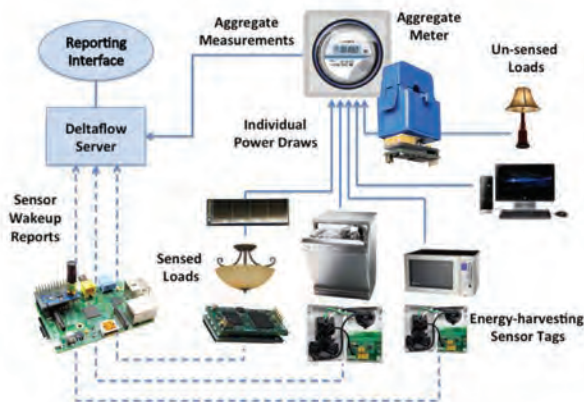 Reporting
Interface
Deltaflow
Server
Aggregate
Measurements
Aggregate
Meter
Un-sensed
Loads
Individual
Power Draws
Sensor
Wakeup
Reports
Sensed
Loads
Energy-harvesting
Sensor Tags